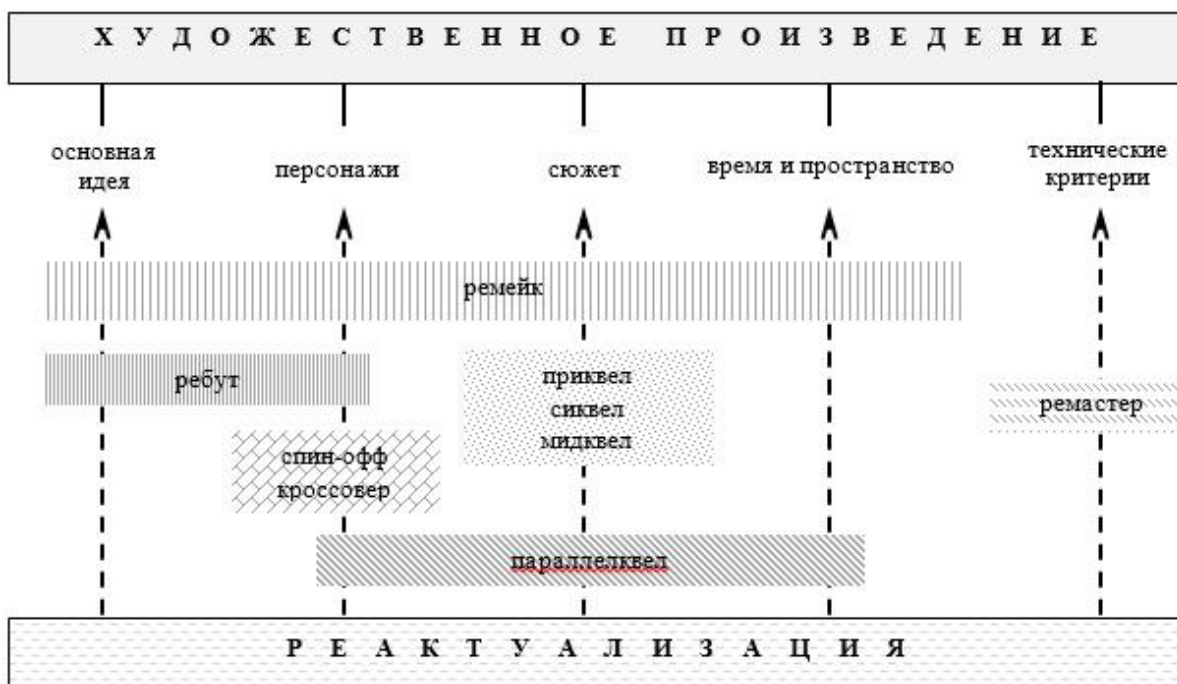 ХУДОЖЕСТВЕННОЕ ПРОИЗВЕДЕНИЕ
основная
идея
персонажи
сюжет
время и пространство
технические
критерии
ремейк
ребут
приквел
сиквел
мидквел
ремастер
спин-офф
кроссовер
параллелквел
РЕАКТУАЛИЗАЦИЯ